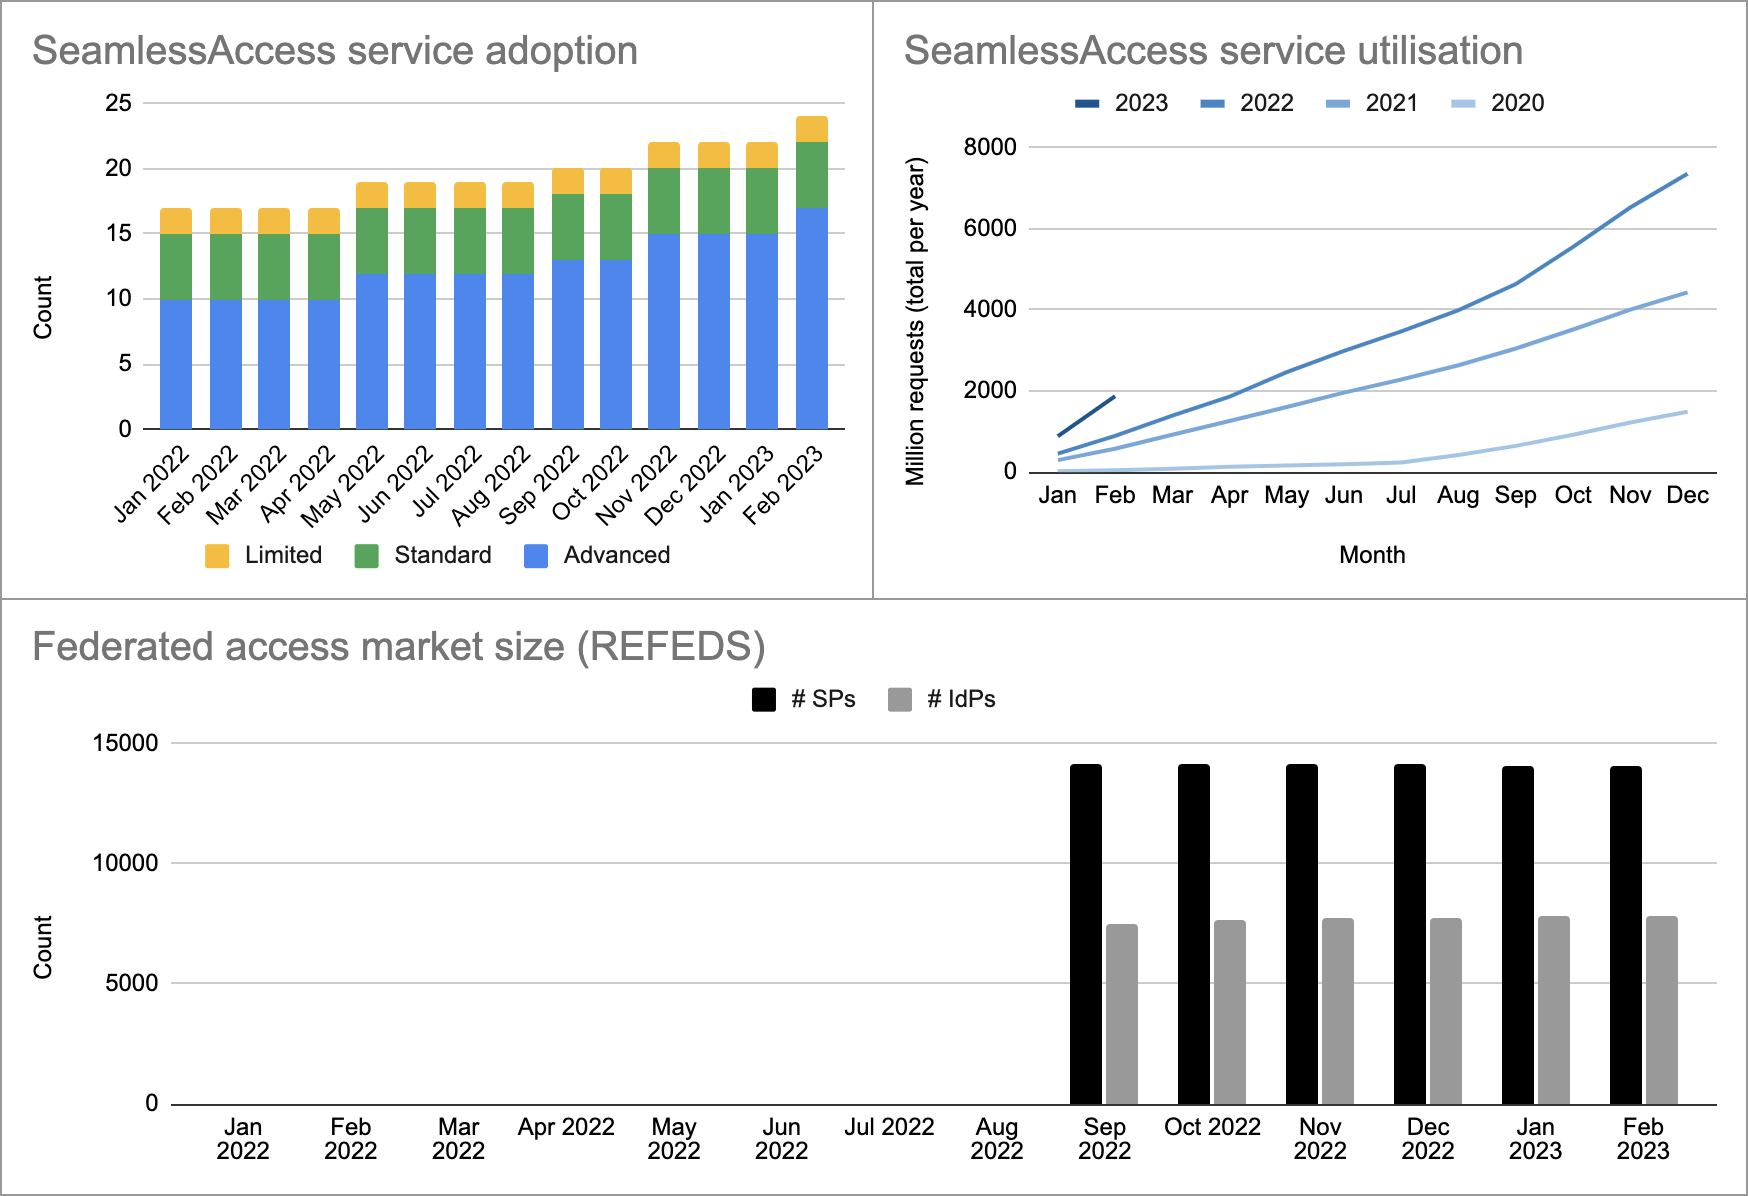 SeamlessAccess service adoption
25
20
15
10
5
0
Count
Jan 2022
Feb 2022
Mar 2022
Apr 2022
May 2022
Jun 2022
Jul 2022
Aug 2022
Sep 2022
Oct 2022
Nov 2022
Dec 2022
Jan 2023
Feb 2023
Limited Standard Advanced
SeamlessAccess service utilisation
2023 2022 2021 2020
Million requests (total per year)
8000
6000
4000
2000
0
Jan Feb Mar Apr May Jun Jul Aug Sep Oct Nov Dec
Month
Federated access market size (REFEDS)
# SPs # IdPs
15000
10000
5000
0
Count
Jan 2022
Feb 2022
Mar 2022
Apr 2022
May 2022
Jun 2022
Jul 2022
Aug 2022
Sep 2022
Oct 2022
Nov 2022
Dec 2022
Jan 2023
Feb 2023